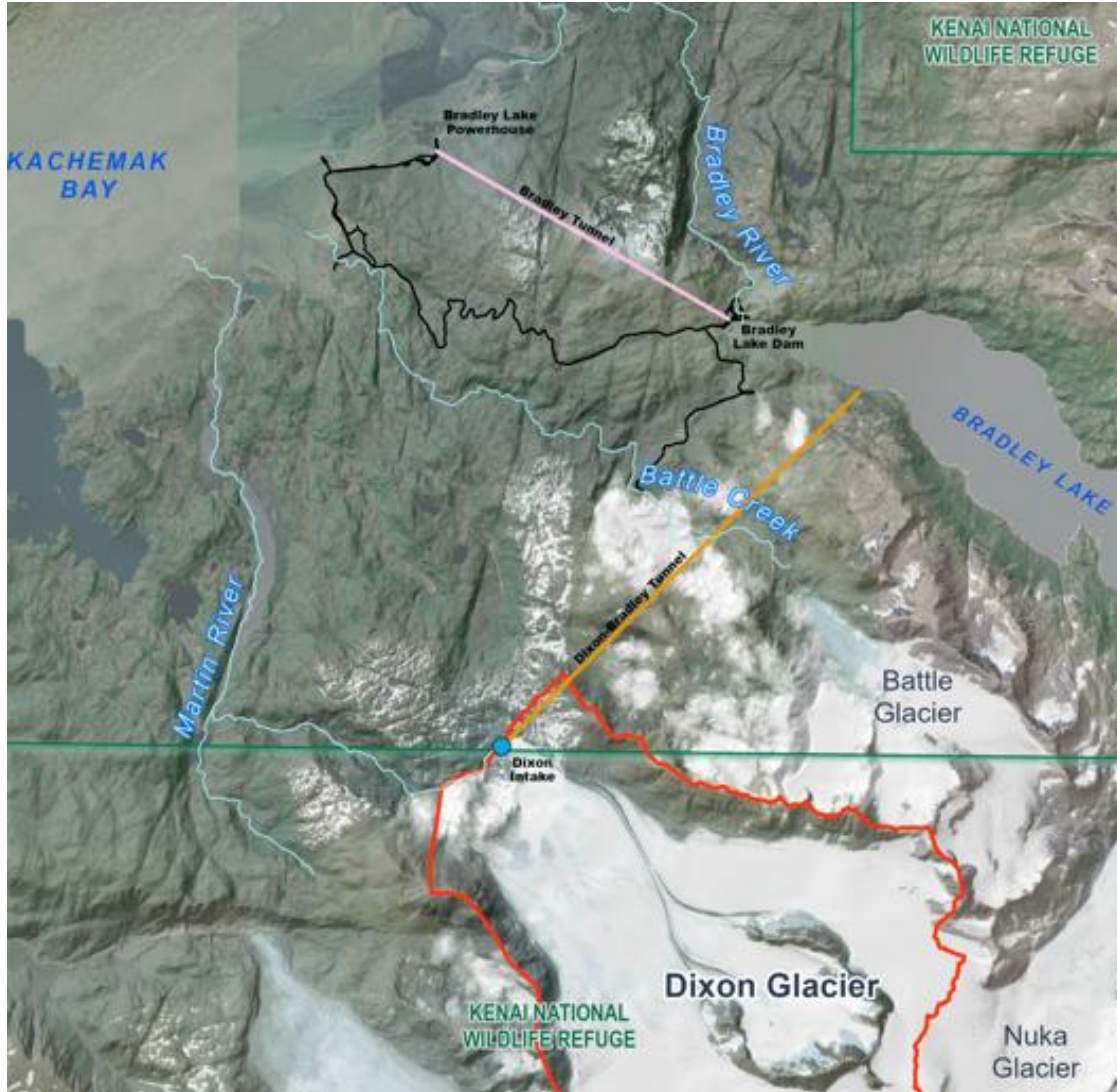 KENAI NATIONAL
WILDLIFE REFUGE
Bradley Lake
Powerhouse
KACHEMAK
BAY
Bradley River
Bradley Tunnel
Bradley
Lake Dam
BRADLEY LAKE
Battle Creek
Dixon-Bradley Tunnel
Martin River
Battle
Glacier
Dixon
Intake
Dixon Glacier
KENAI NATIONAL
WILDLIFE REFUGE
Nuka
Glacier